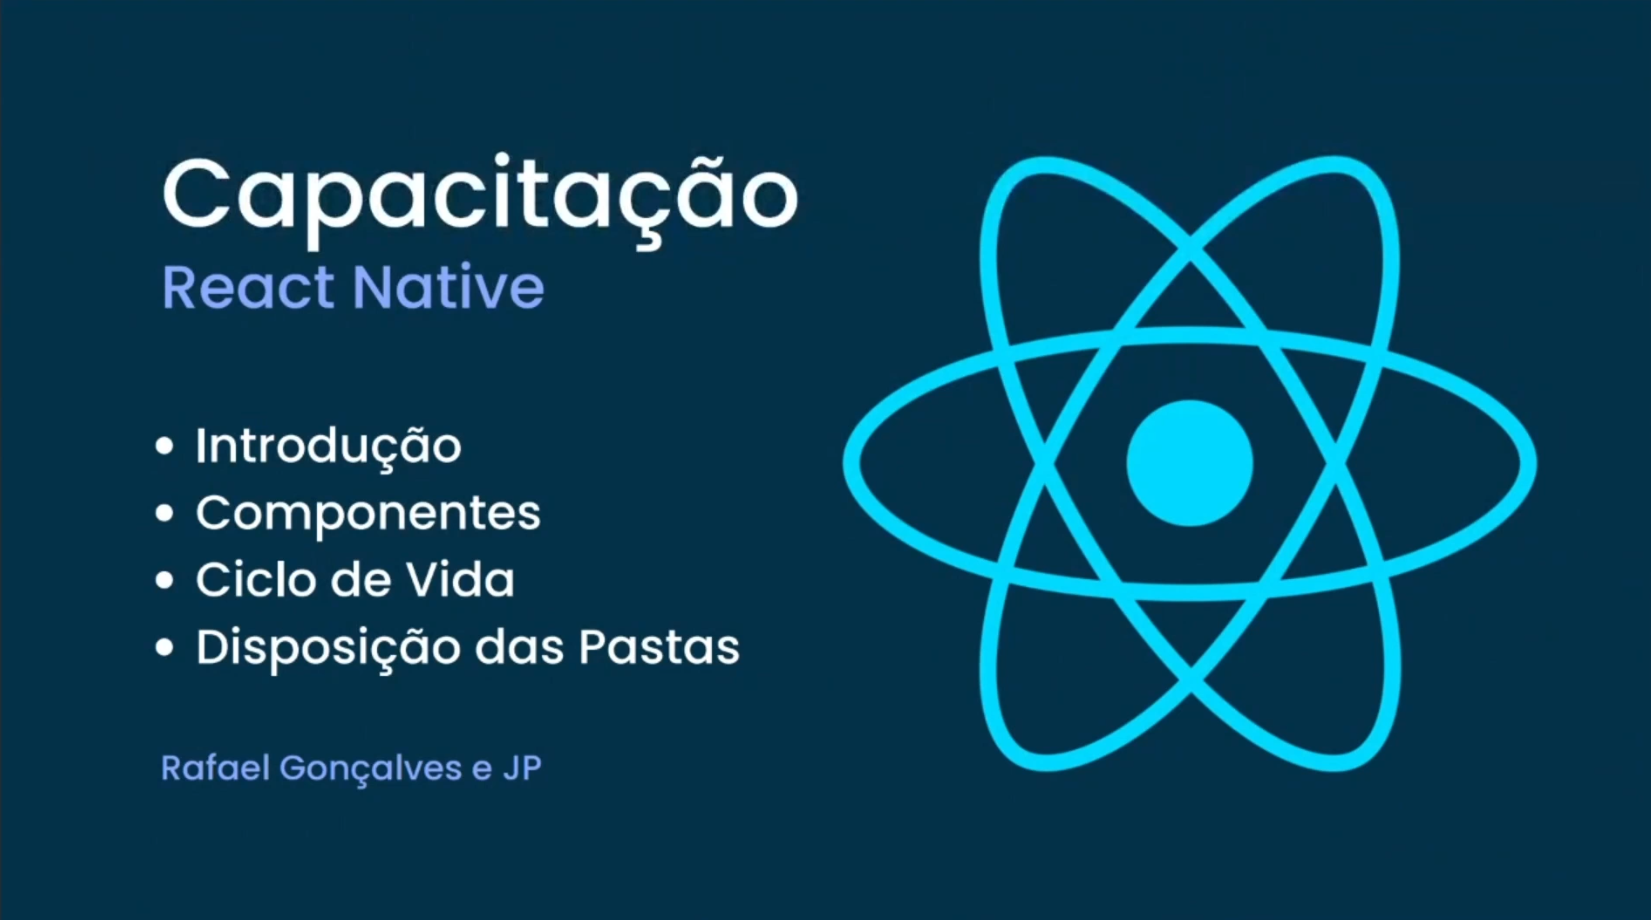 Capacitação
React Native
• Introdução
• Componentes
• Ciclo de Vida
• Disposição das Pastas
Rafael Gonçalves e JP